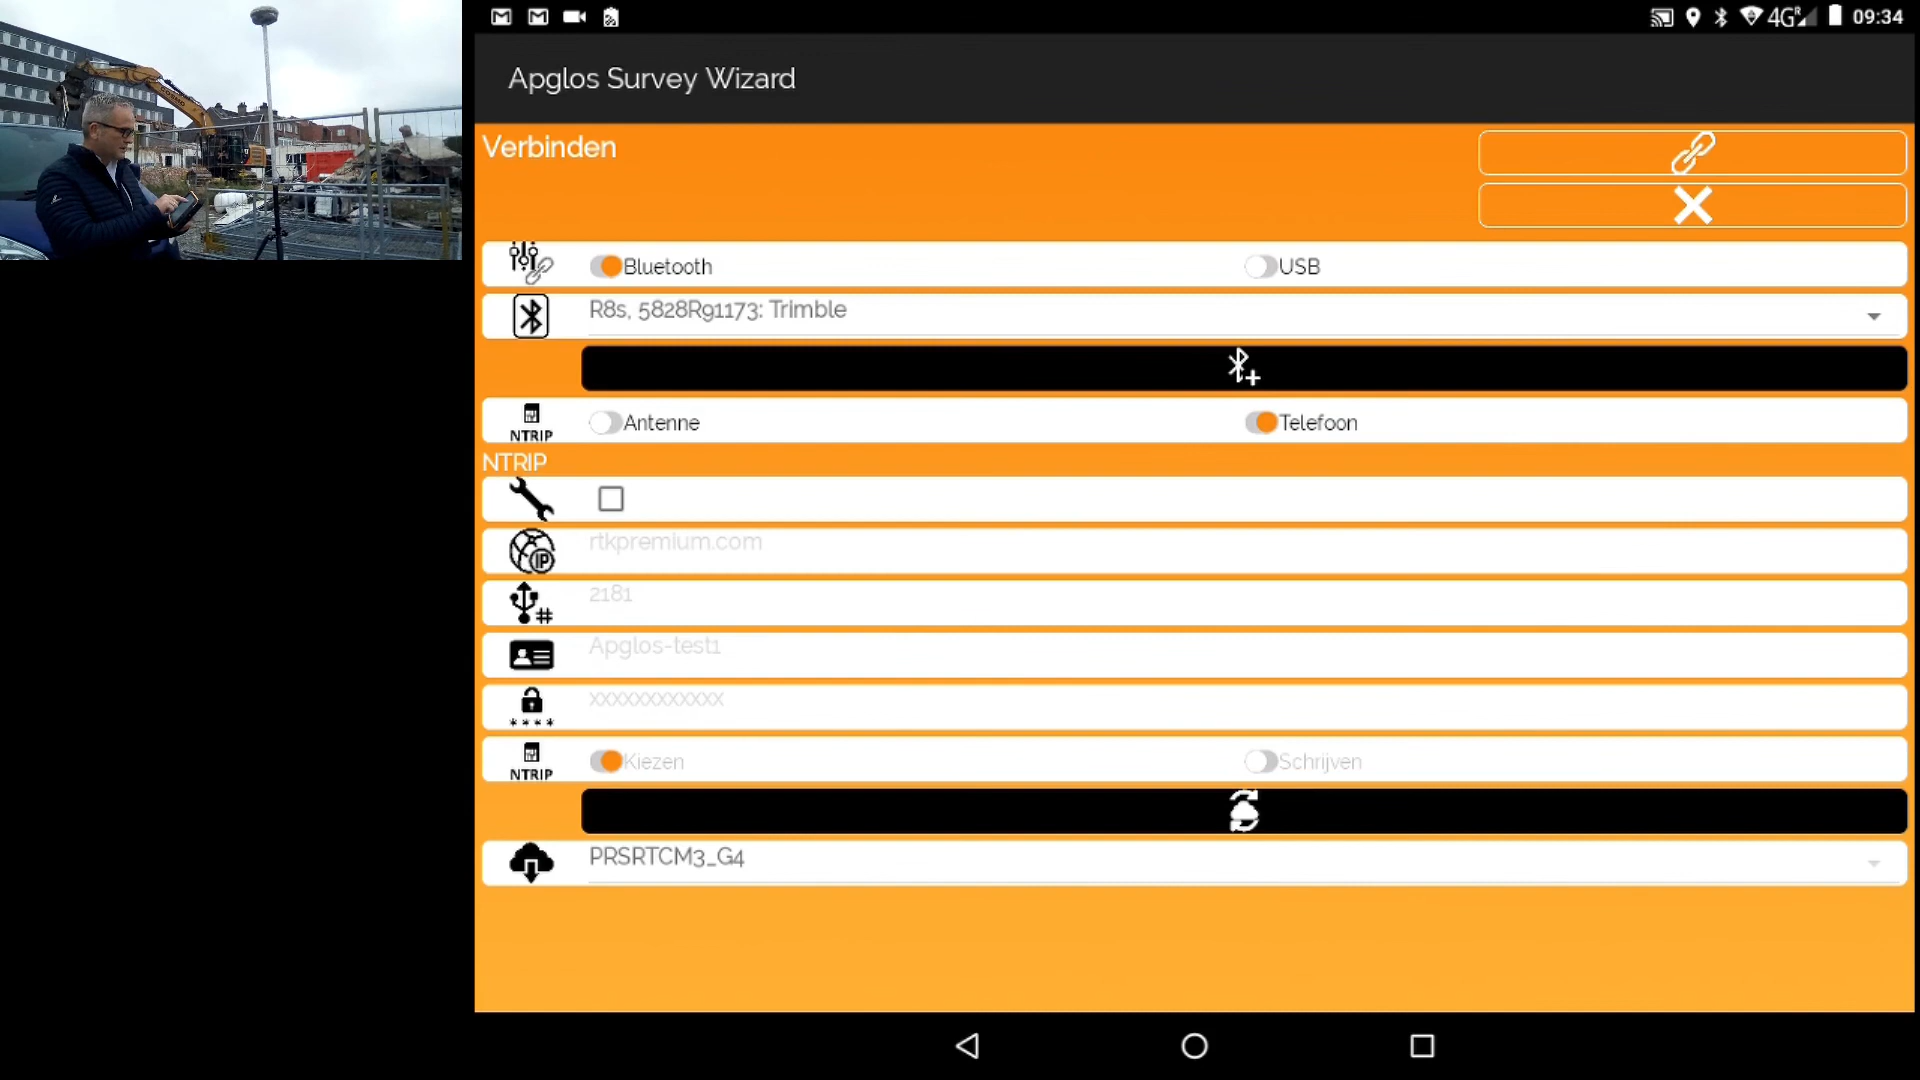 4G R
09:34
Apglos Survey Wizard
Verbinden
Bluetooth
USB
R8s, 5828R91173: Trimble
NTRIP
Antenne
Telefoon
NTRIP
IP
rtkpremium.com
#
2181
Apglos-test1
****
xxxxxxxxxxxx
NTRIP
Kiezen
Schrijven
PRSRTCM3_G4